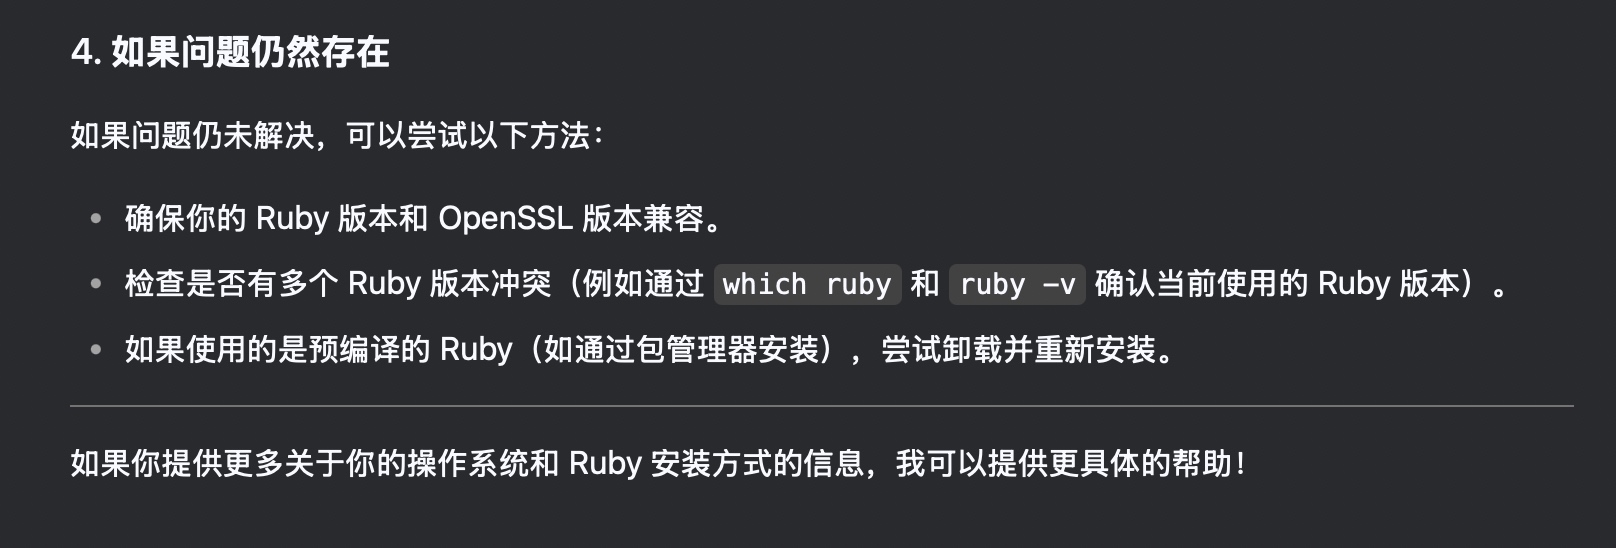 4. 如果问题仍然存在
如果问题仍未解决，可以尝试以下方法：
• 确保你的 Ruby 版本和 OpenSSL 版本兼容。
• 检查是否有多个 Ruby 版本冲突（例如通过 which ruby 和 ruby -v 确认当前使用的 Ruby 版本）。
• 如果使用的是预编译的 Ruby（如通过包管理器安装），尝试卸载并重新安装。
如果你提供更多关于你的操作系统和 Ruby 安装方式的信息，我可以提供更具体的帮助！